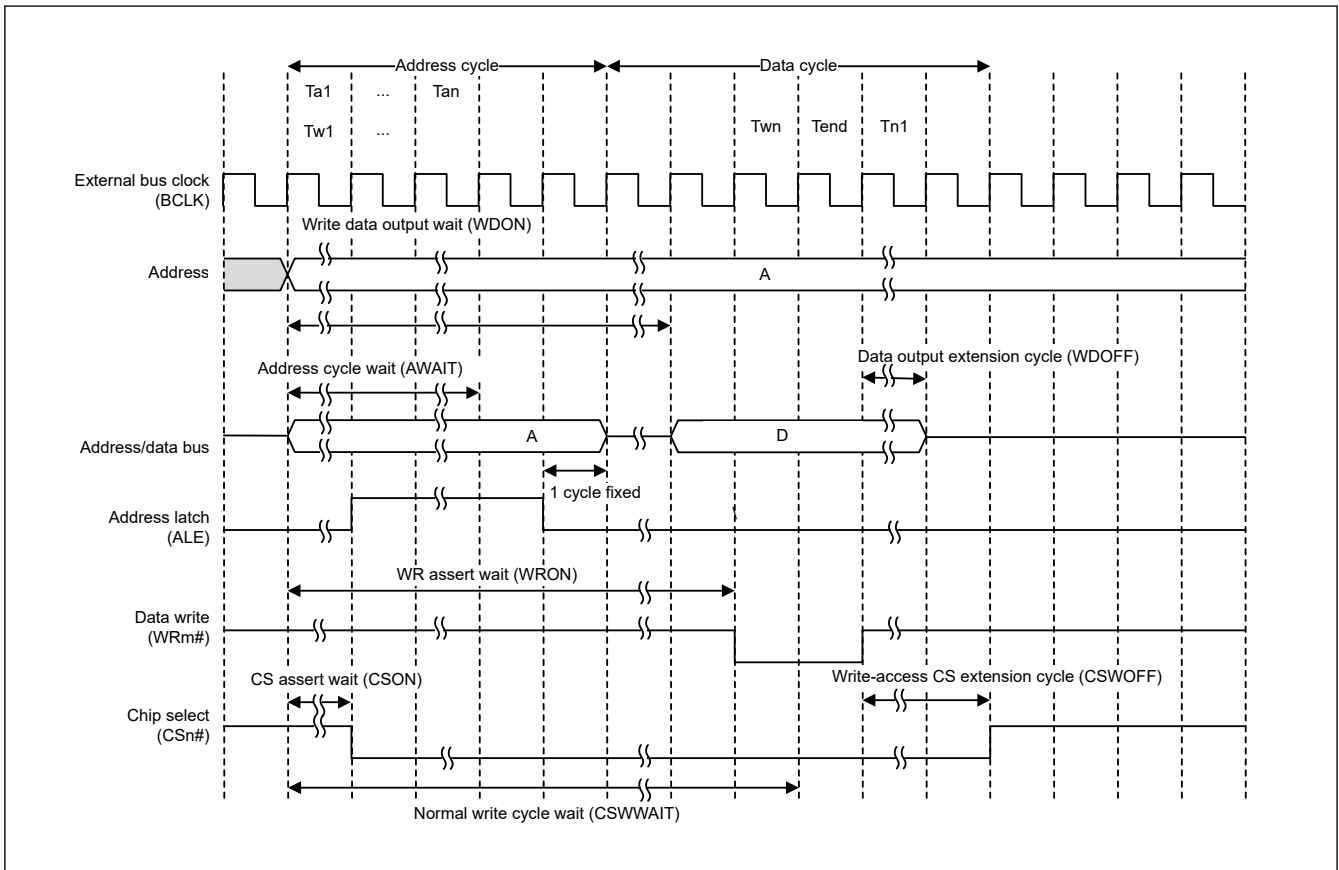 Address cycle
Data cycle
Ta1 ... Tan
Tw1 ... Twn Tend Tn1
External bus clock
(BCLK)
Write data output wait (WDON)
Address
A
Data output extension cycle (WDOFF)
Address cycle wait (AWAIT)
Address/data bus
A
D
1 cycle fixed
Address latch
(ALE)
WR assert wait (WRON)
Data write
(WRm#)
CS assert wait (CSON)
Write-access CS extension cycle (CSWOFF)
Chip select
(CSn#)
Normal write cycle wait (CSWWAIT)